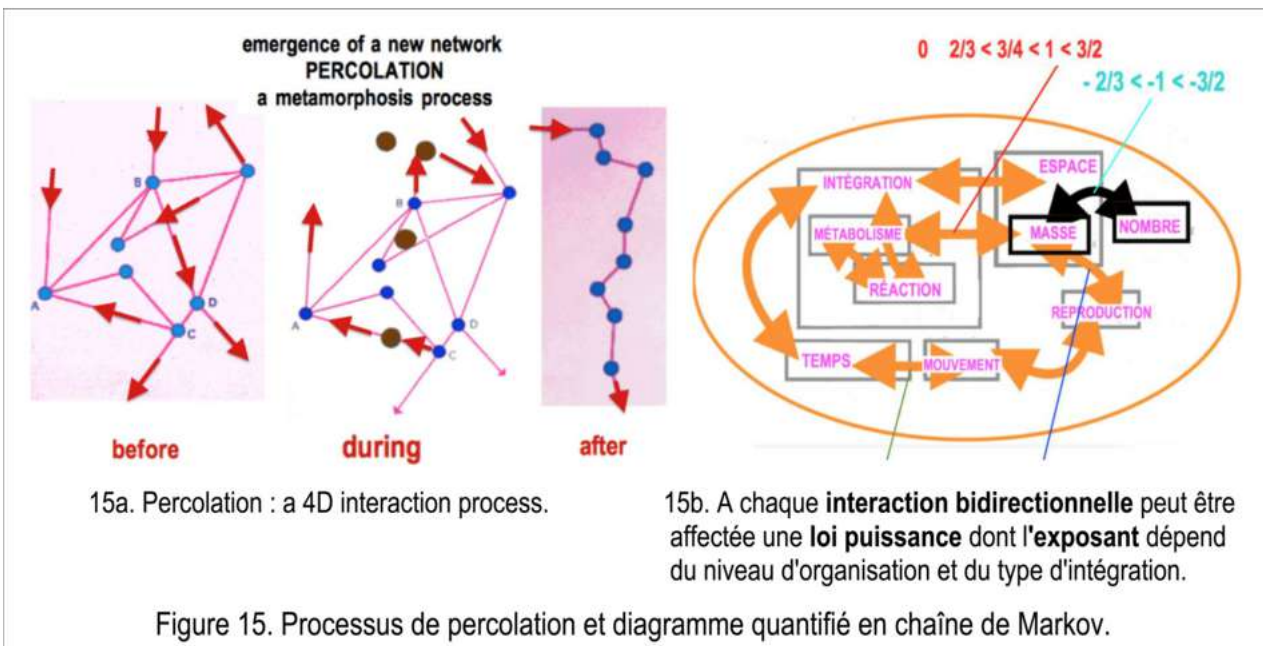 emergence of a new network
PERCOLATION
a metamorphosis process
B
A
D
C
before
B
A
D
C
during
after
0 2/3 < 3/4 < 1 < 3/2
- 2/3 < -1 < -3/2
ESPACE
INTÉGRATION
MÉTABOLISME
MASSE
NOMBRE
RÉACTION
REPRODUCTION
TEMPS
MOUVEMENT
15a. Percolation : a 4D interaction process.
15b. A chaque interaction bidirectionnelle peut être
affectée une loi puissance dont l'exposant dépend
du niveau d'organisation et du type d'intégration.
Figure 15. Processus de percolation et diagramme quantifié en chaîne de Markov.